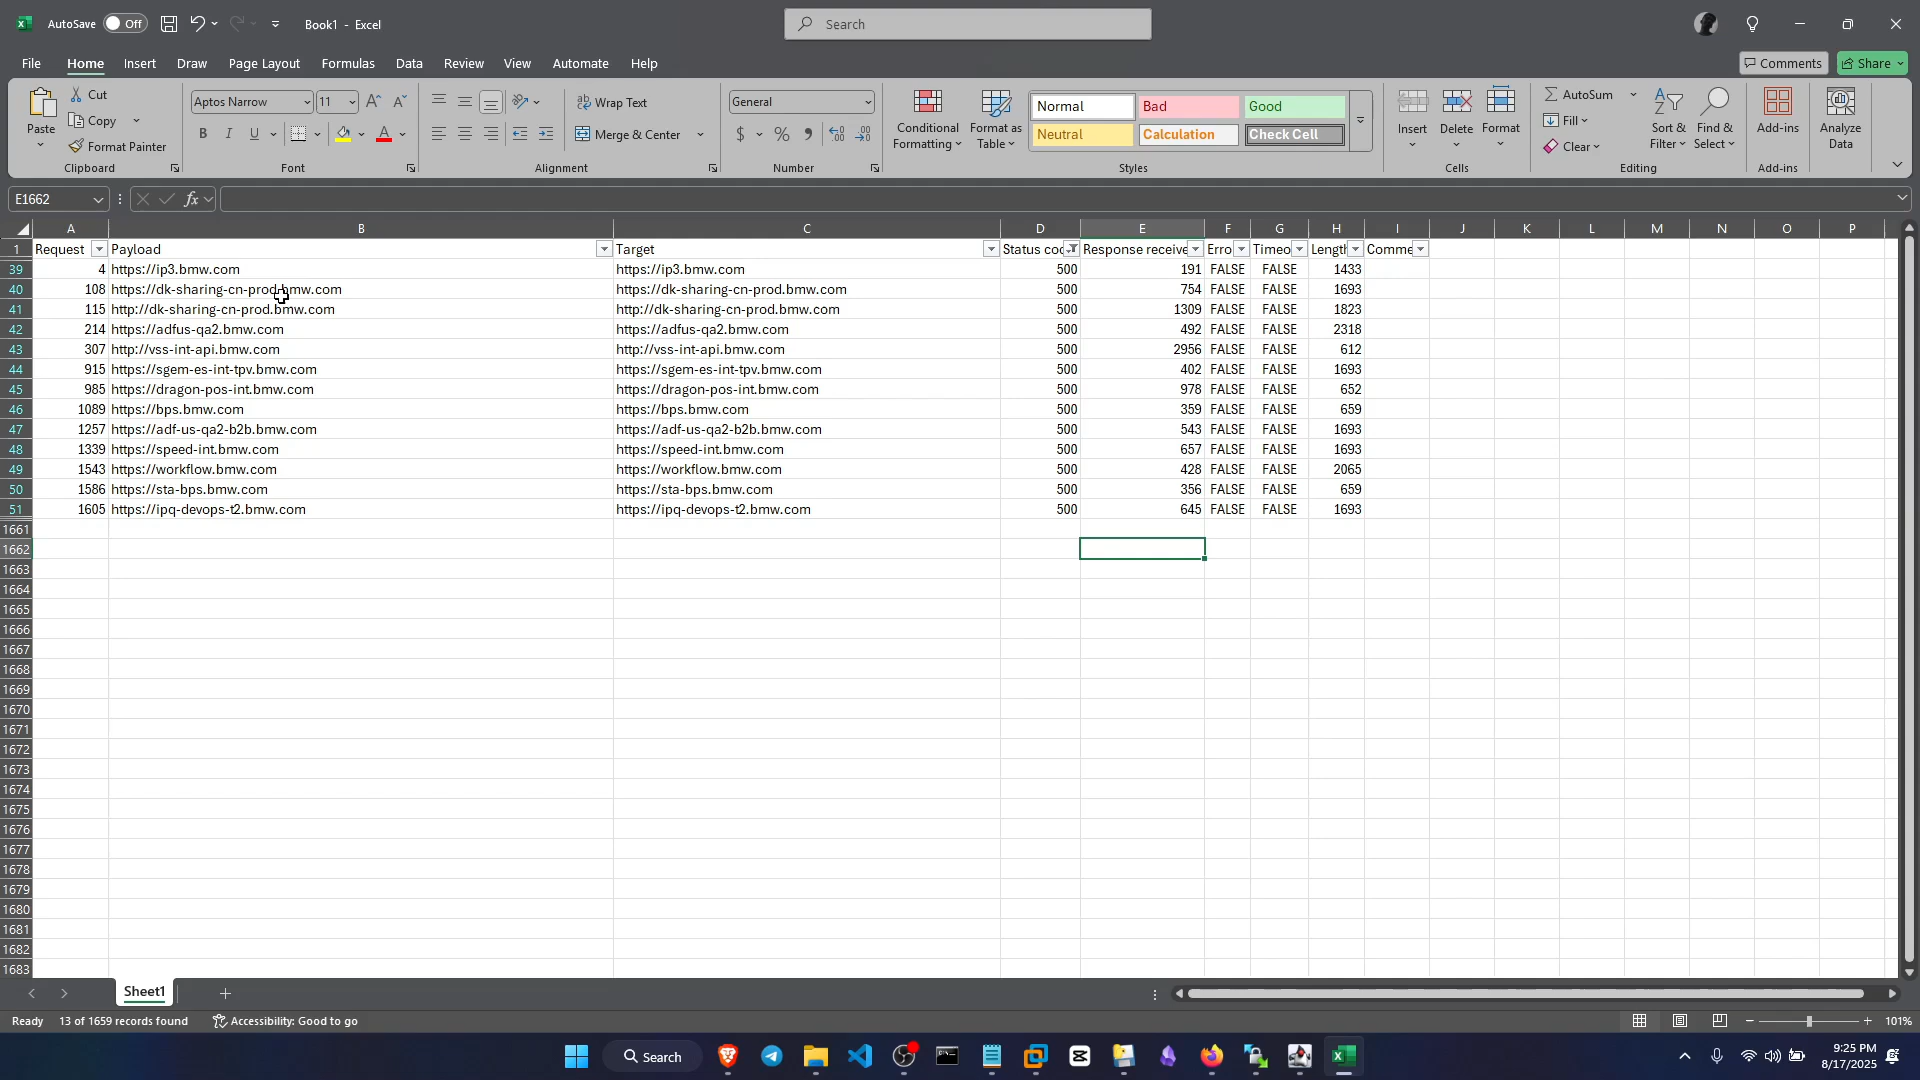 AutoSave Off Book1 - Excel Search
File Home Insert Draw Page Layout Formulas Data Review View Automate Help Comments Share
Paste Cut Copy Format Painter Clipboard
Aptos Narrow 11 A A B I U A Font
Wrap Text Merge & Center Alignment
General $ % 9 Number
Conditional Formatting Format as Table
Normal Bad Good
Neutral Calculation Check Cell
Styles
Insert Delete Format Cells
AutoSum Fill Clear Sort & Filter Find & Select Editing
Add-ins Add-ins
Analyze Data
E1662 fx
A B C D E F G H I J K L M N O P
1 Request Payload Target Status coc Response receive Erro Timeo Length Comme
39 4 https://ip3.bmw.com https://ip3.bmw.com 500 191 FALSE FALSE 1433
40 108 https://dk-sharing-cn-prod.bmw.com https://dk-sharing-cn-prod.bmw.com 500 754 FALSE FALSE 1693
41 115 http://dk-sharing-cn-prod.bmw.com http://dk-sharing-cn-prod.bmw.com 500 1309 FALSE FALSE 1823
42 214 https://adfus-qa2.bmw.com https://adfus-qa2.bmw.com 500 492 FALSE FALSE 2318
43 307 http://vss-int-api.bmw.com http://vss-int-api.bmw.com 500 2956 FALSE FALSE 612
44 915 https://sgem-es-int-tpv.bmw.com https://sgem-es-int-tpv.bmw.com 500 402 FALSE FALSE 1693
45 985 https://dragon-pos-int.bmw.com https://dragon-pos-int.bmw.com 500 978 FALSE FALSE 652
46 1089 https://bps.bmw.com https://bps.bmw.com 500 359 FALSE FALSE 659
47 1257 https://adf-us-qa2-b2b.bmw.com https://adf-us-qa2-b2b.bmw.com 500 543 FALSE FALSE 1693
48 1339 https://speed-int.bmw.com https://speed-int.bmw.com 500 657 FALSE FALSE 1693
49 1543 https://workflow.bmw.com https://workflow.bmw.com 500 428 FALSE FALSE 2065
50 1586 https://sta-bps.bmw.com https://sta-bps.bmw.com 500 356 FALSE FALSE 659
51 1605 https://ipq-devops-t2.bmw.com https://ipq-devops-t2.bmw.com 500 645 FALSE FALSE 1693
1661
1662
1663
1664
1665
1666
1667
1668
1669
1670
1671
1672
1673
1674
1675
1676
1677
1678
1679
1680
1681
1682
1683
Sheet1
Ready 13 of 1659 records found Accessibility: Good to go 101%
Search 9:25 PM
8/17/2025